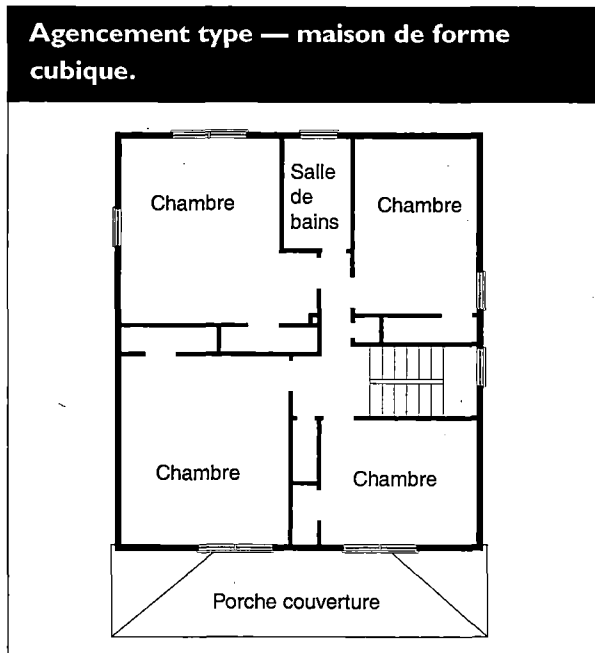 Agencement type — maison de forme
cubique.
Chambre
Salle
de
bains
Chambre
Chambre
Chambre
Porche couverture